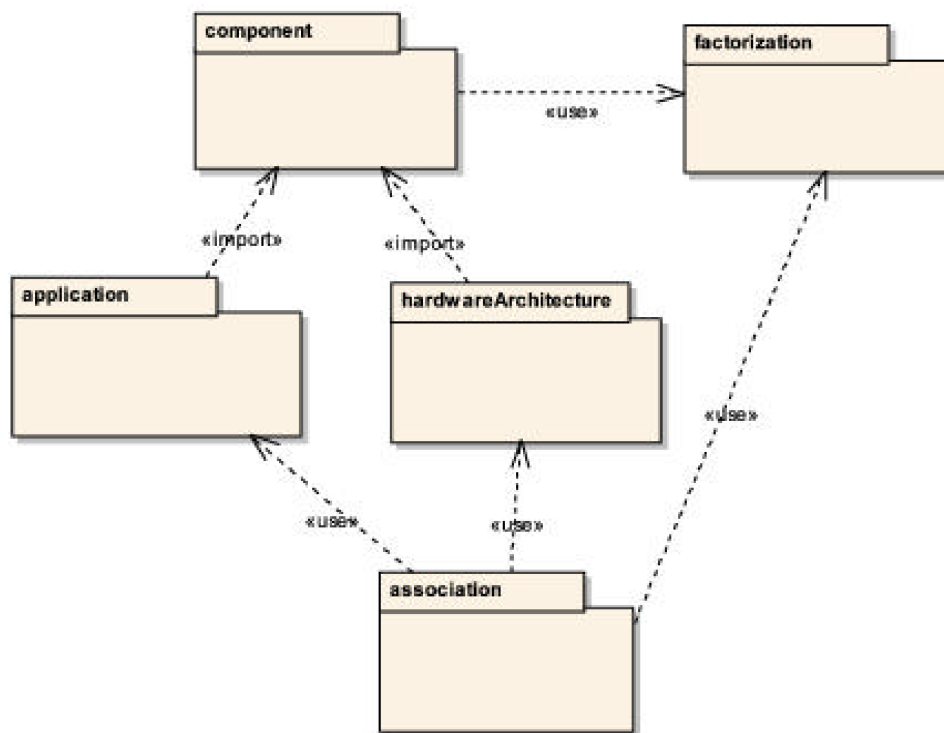 component
factorization
«use»
«import»
«import»
application
hardwareArchitecture
«use»
«use»
«use»
association